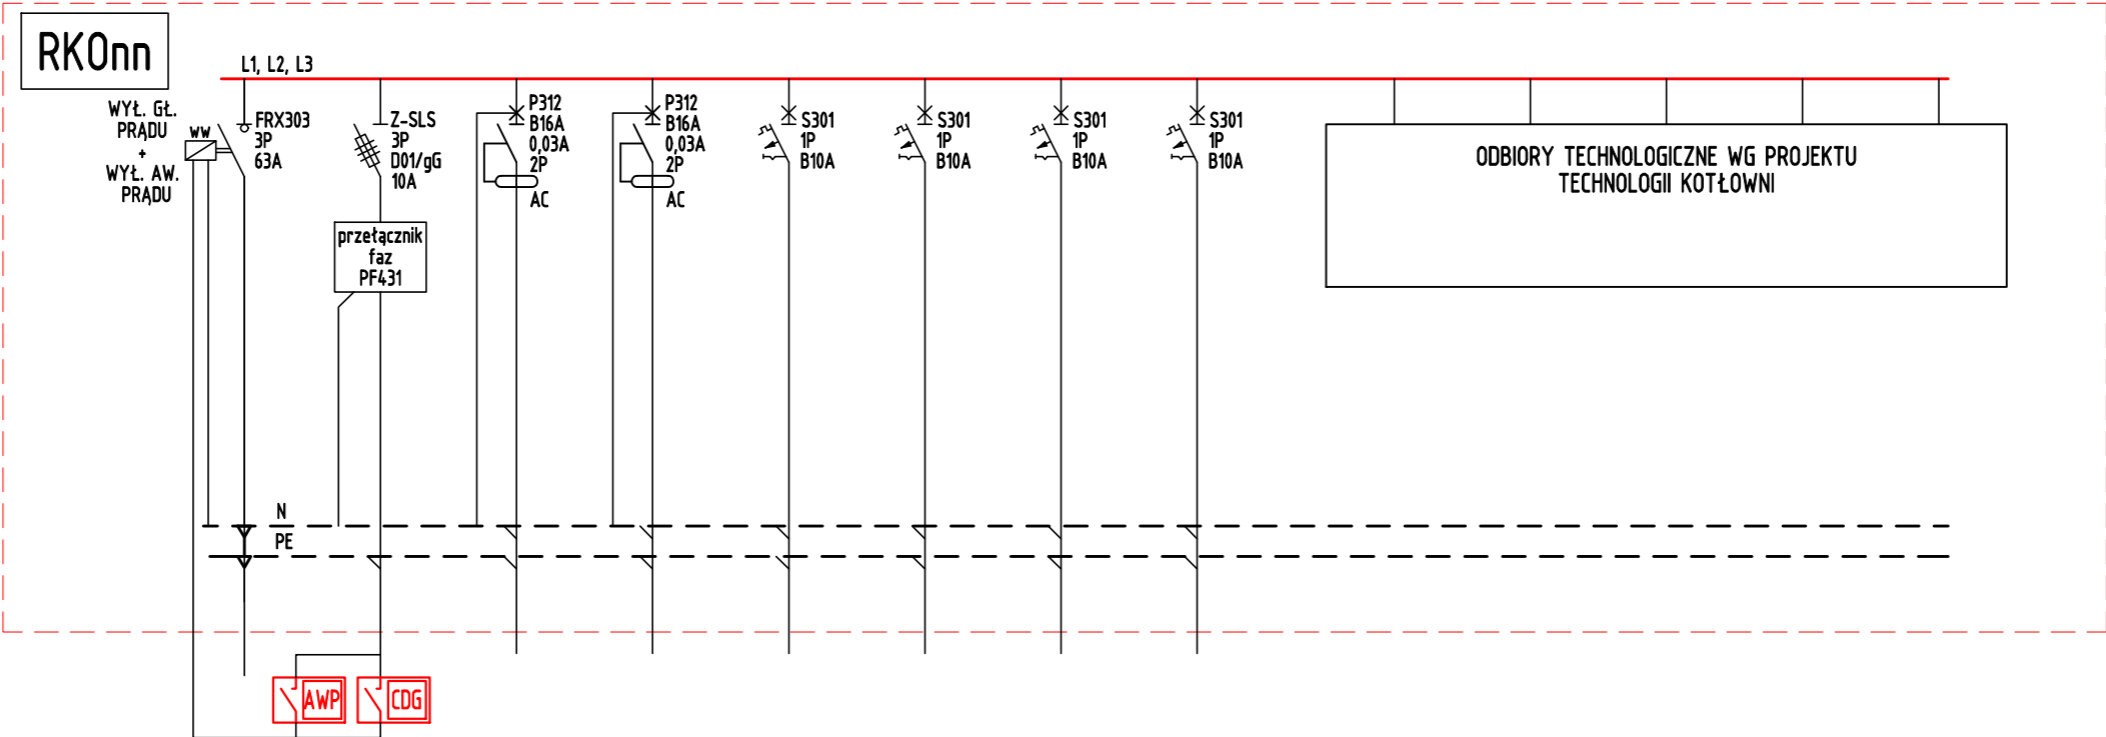 RKOnn
L1, L2, L3
WYŁ. GŁ.
PRĄDU
+
WYŁ. AW.
PRĄDU
WW
FRX303
3P
63A
Z-SLS
3P
D01/gG
10A
przełącznik
faz
PF431
P312
B16A
0,03A
2P
AC
P312
B16A
0,03A
2P
AC
S301
1P
B10A
S301
1P
B10A
S301
1P
B10A
S301
1P
B10A
ODBIORY TECHNOLOGICZNE WG PROJEKTU
TECHNOLOGII KOTŁOWNI
N
PE
AWP
CDG